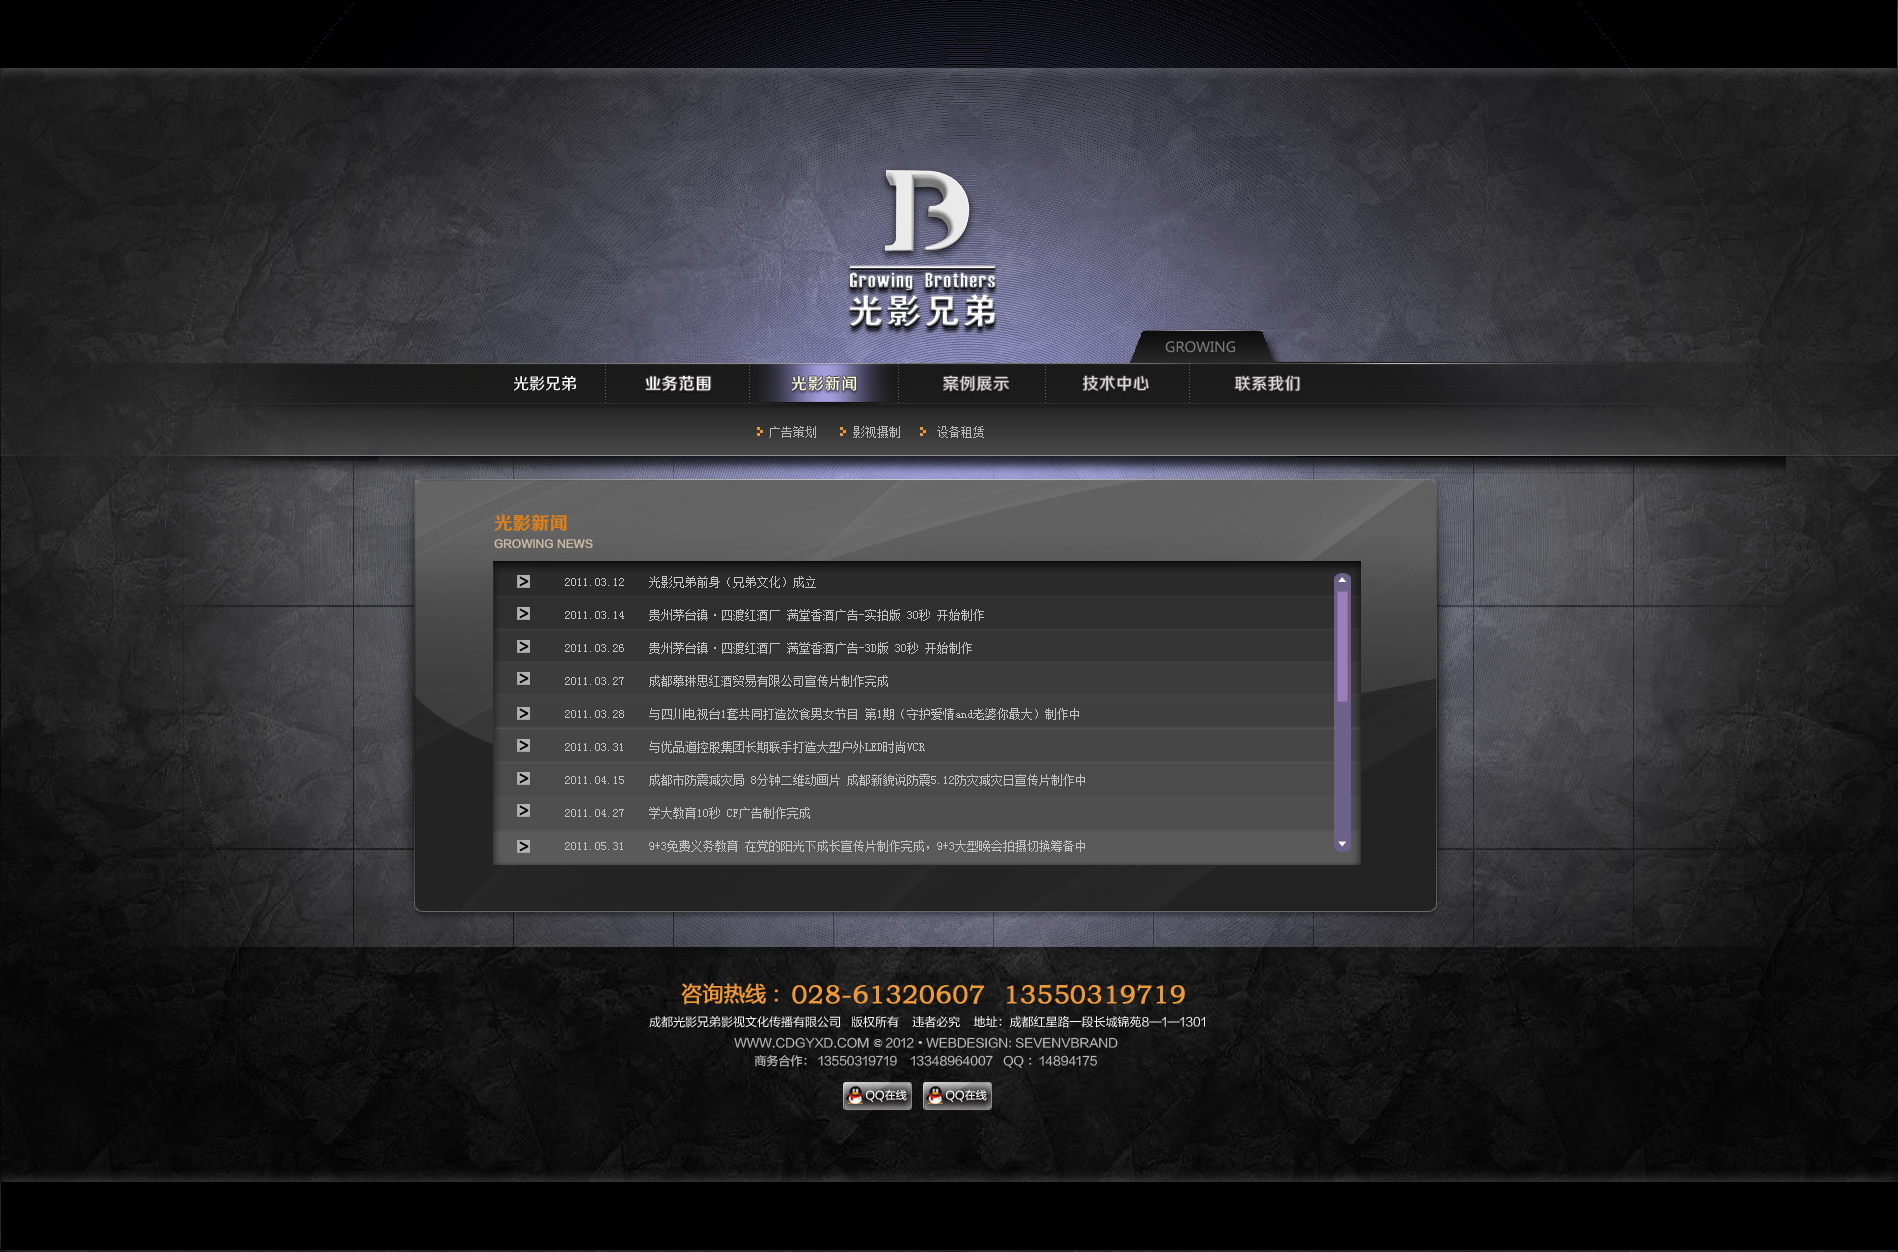 Growing Brothers
光影兄弟
GROWING
光影兄弟 业务范围 光影新闻 案例展示 技术中心 联系我们
广告策划 影视摄制 设备租赁
光影新闻
GROWING NEWS
2011.03.12 光影兄弟前身（兄弟文化）成立
2011.03.14 贵州茅台镇·四渡红酒厂 满堂香酒广告-实拍版 30秒 开始制作
2011.03.26 贵州茅台镇·四渡红酒厂 满堂香酒广告-3D版 30秒 开始制作
2011.03.27 成都慕琳思红酒贸易有限公司宣传片制作完成
2011.03.28 与四川电视台1套共同打造饮食男女节目 第1期（守护爱情and老婆你最大）制作中
2011.03.31 与优品道控股集团长期联手打造大型户外LED时尚VCR
2011.04.15 成都市防震减灾局 8分钟二维动画片 成都新貌说防震5.12防灾减灾日宣传片制作中
2011.04.27 学大教育10秒 CF广告制作完成
2011.05.31 9+3免费义务教育 在党的阳光下成长宣传片制作完成，9+3大型晚会拍摄切换筹备中
咨询热线：028-61320607 13550319719
成都光影兄弟影视文化传播有限公司 版权所有 违者必究 地址：成都红星路一段长城锦苑8—1—1301
WWW.CDGYXD.COM © 2012 • WEBDESIGN: SEVENVBRAND
商务合作： 13550319719 13348964007 QQ：14894175
QQ在线 QQ在线